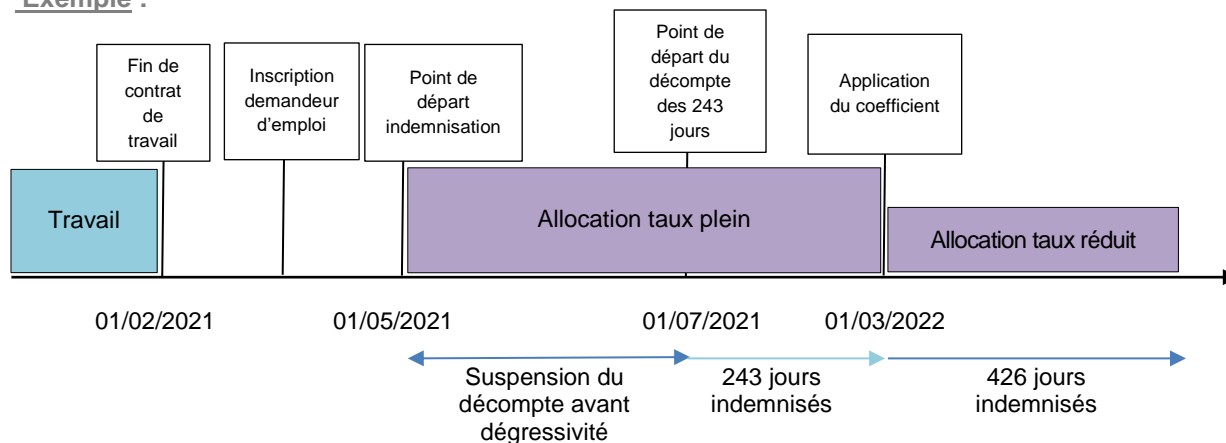 Exemple :
Fin de
contrat
de
travail
Inscription
demandeur
d'emploi
Point de
départ
indemnisation
Point de
départ du
décompte
des 243
jours
Application
du coefficient
Travail
Allocation taux plein
Allocation taux réduit
01/02/2021
01/05/2021
01/07/2021
01/03/2022
Suspension du
décompte avant
dégressivité
243 jours
indemnisés
426 jours
indemnisés